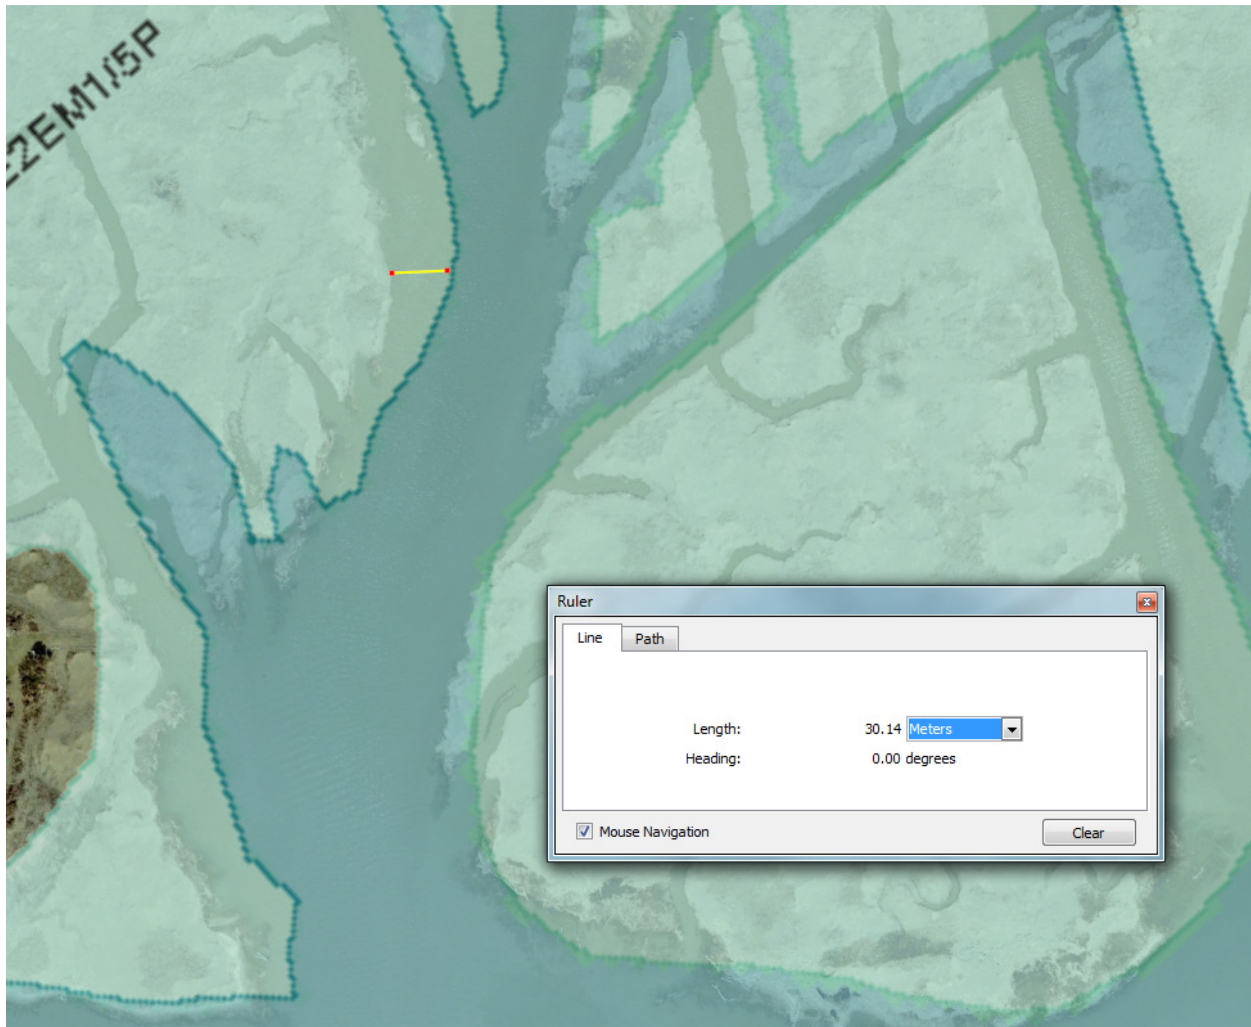 E2EM1/5P
Ruler
Line
Path
Length: 30.14 Meters
Heading: 0.00 degrees
Mouse Navigation
Clear